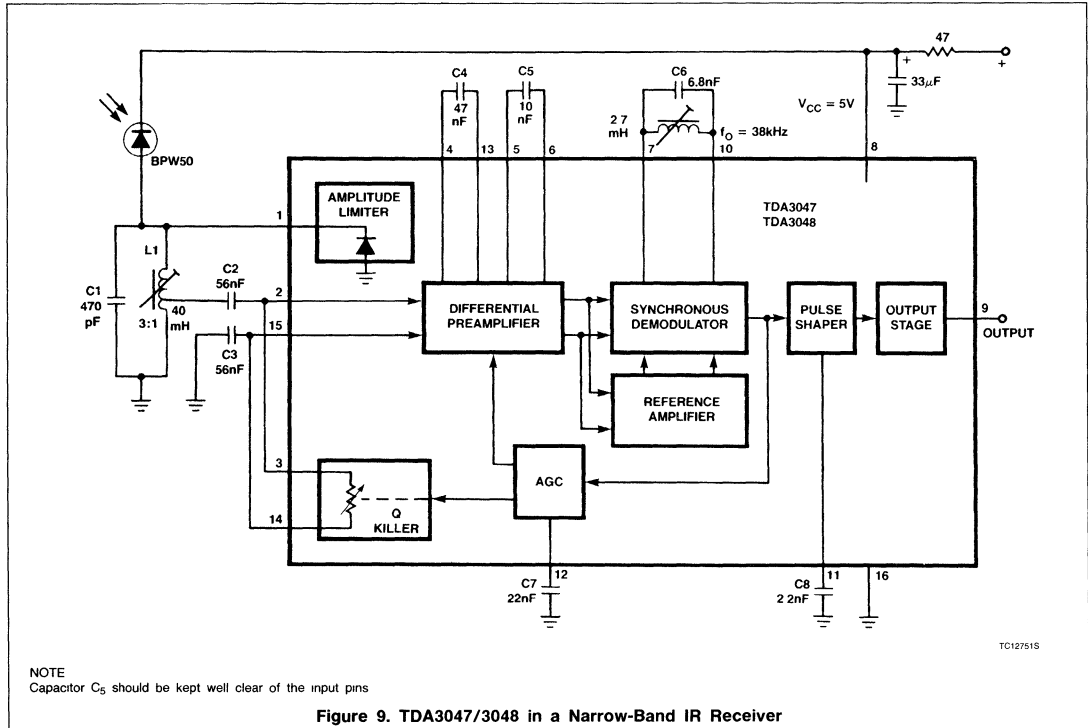 47
+
+
33µF
C4
47
nF
C5
10
nF
C6
6.8nF
VCC = 5V
2 7
mH
fO = 38kHz
BPW50
4
13
5
6
7
10
8
TDA3047
TDA3048
1
AMPLITUDE
LIMITER
L1
C1
470
pF
3:1
40
mH
C2
56nF
2
15
C3
56nF
DIFFERENTIAL
PREAMPLIFIER
SYNCHRONOUS
DEMODULATOR
PULSE
SHAPER
OUTPUT
STAGE
9
OUTPUT
REFERENCE
AMPLIFIER
3
14
Q
KILLER
AGC
12
C7
22nF
11
C8
2 2nF
16
TC12751S
NOTE
Capacitor C5 should be kept well clear of the input pins
Figure 9. TDA3047/3048 in a Narrow-Band IR Receiver